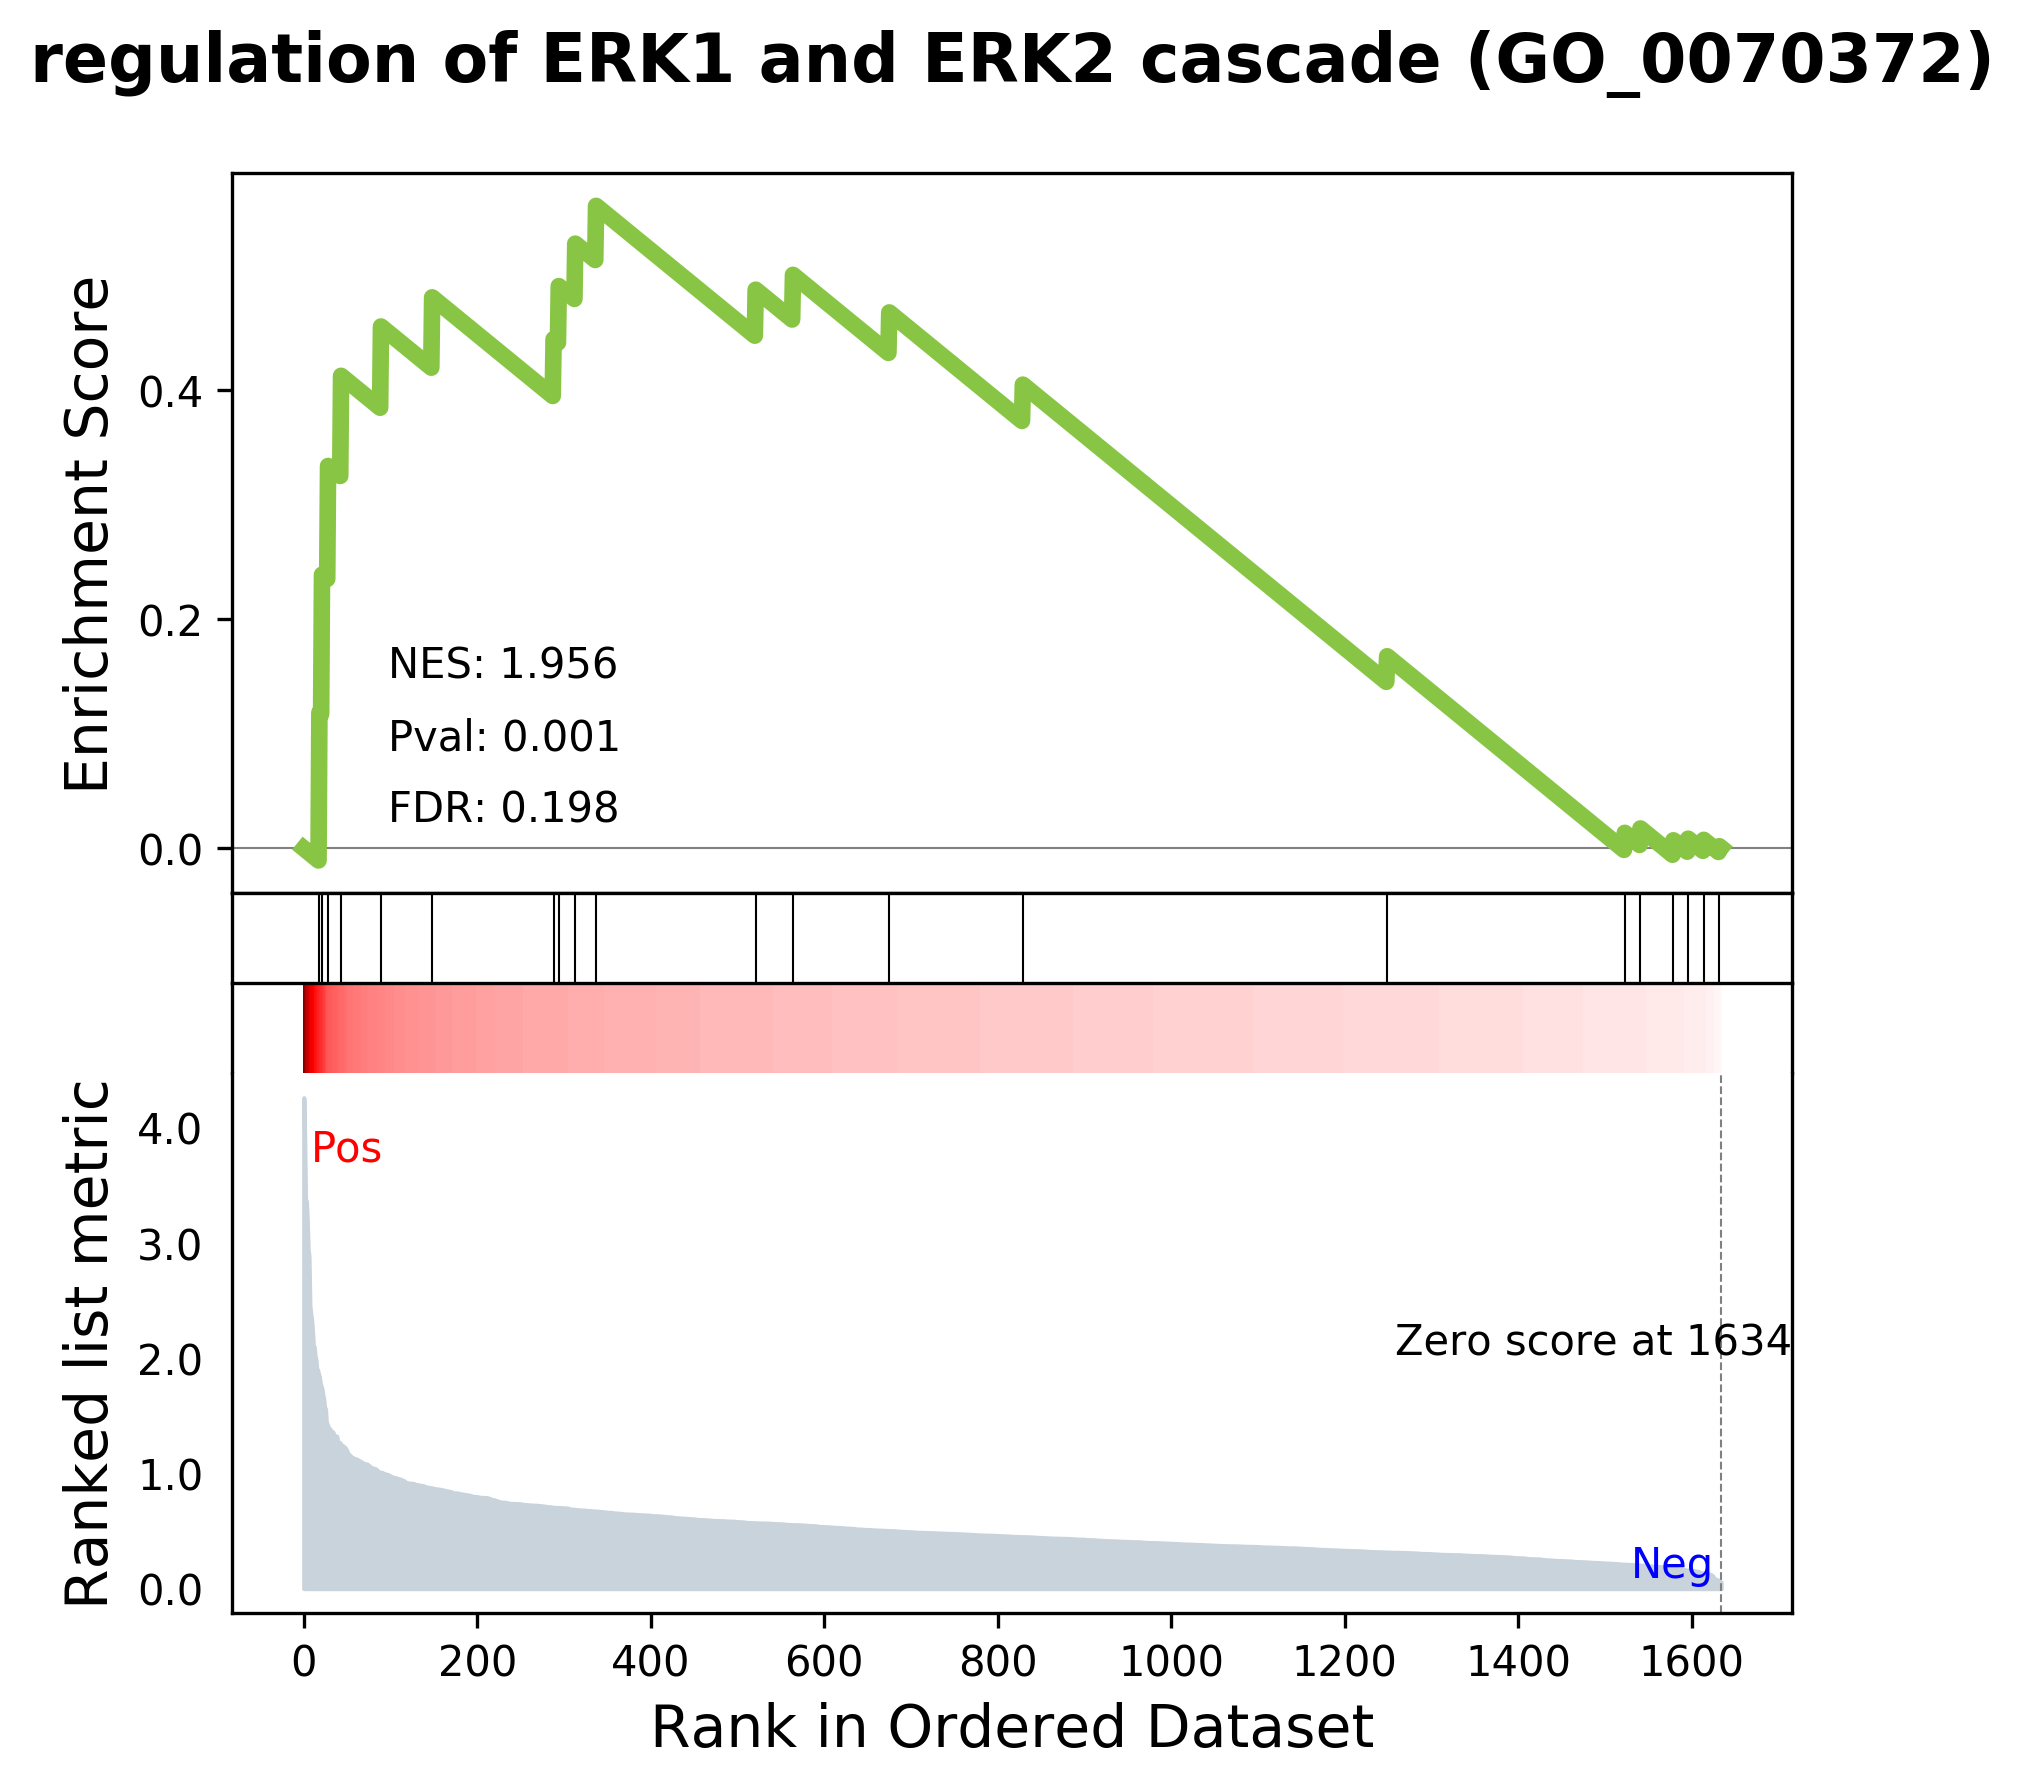 regulation of ERK1 and ERK2 cascade (GO_0070372)
Enrichment Score
0.4
0.2
0.0
NES: 1.956
Pval: 0.001
FDR: 0.198
Ranked list metric
4.0
3.0
2.0
1.0
0.0
Pos
Zero score at 1634
Neg
0 200 400 600 800 1000 1200 1400 1600
Rank in Ordered Dataset